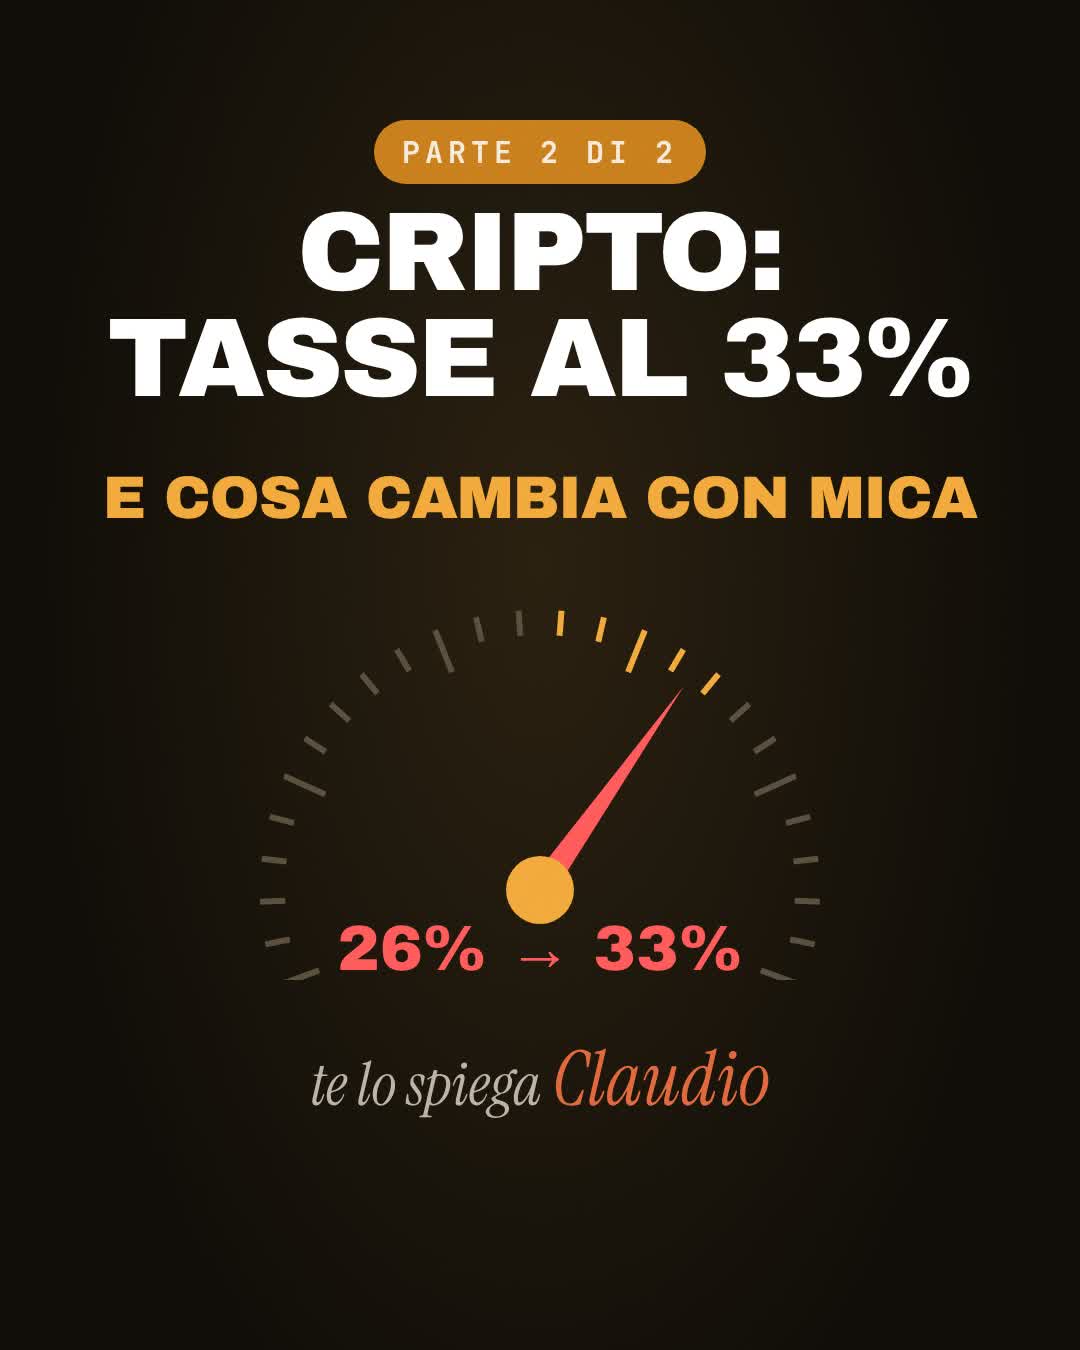 PARTE 2 DI 2
CRIPTO:
TASSE AL 33%
E COSA CAMBIA CON MICA
26% → 33%
te lo spiega Claudio